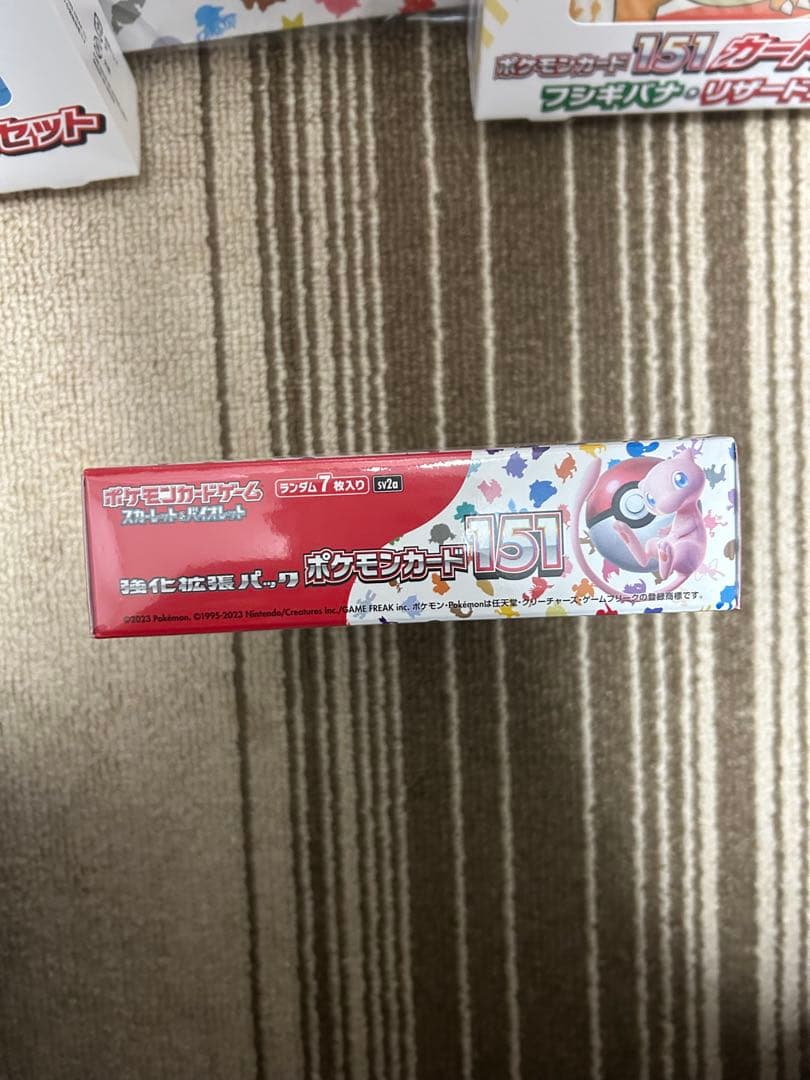 セット
ポケモンカード151カード
フシギバナ・リザード
ポケモンカードゲーム
スカーレット&バイオレット
ランダム7枚入り
sv2a
強化拡張パック ポケモンカード151
©2023 Pokémon. ©1995-2023 Nintendo/Creatures Inc./GAME FREAK inc. ポケモン・Pokémonは任天堂・クリーチャーズ・ゲームフリークの登録商標です。